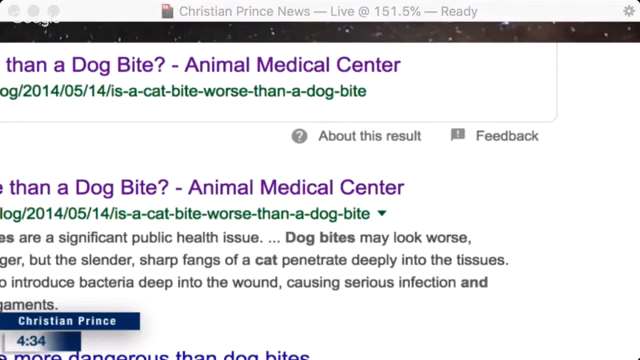 Christian Prince News — Live @ 151.5% — Ready
Google
than a Dog Bite? - Animal Medical Center
og/2014/05/14/is-a-cat-bite-worse-than-a-dog-bite
About this result
Feedback
than a Dog Bite? - Animal Medical Center
log/2014/05/14/is-a-cat-bite-worse-than-a-dog-bite
es are a significant public health issue. ... Dog bites may look worse,
ger, but the slender, sharp fangs of a cat penetrate deeply into the tissues.
o introduce bacteria deep into the wound, causing serious infection and
gaments.
Christian Prince
4:34
e more dangerous than dog bites